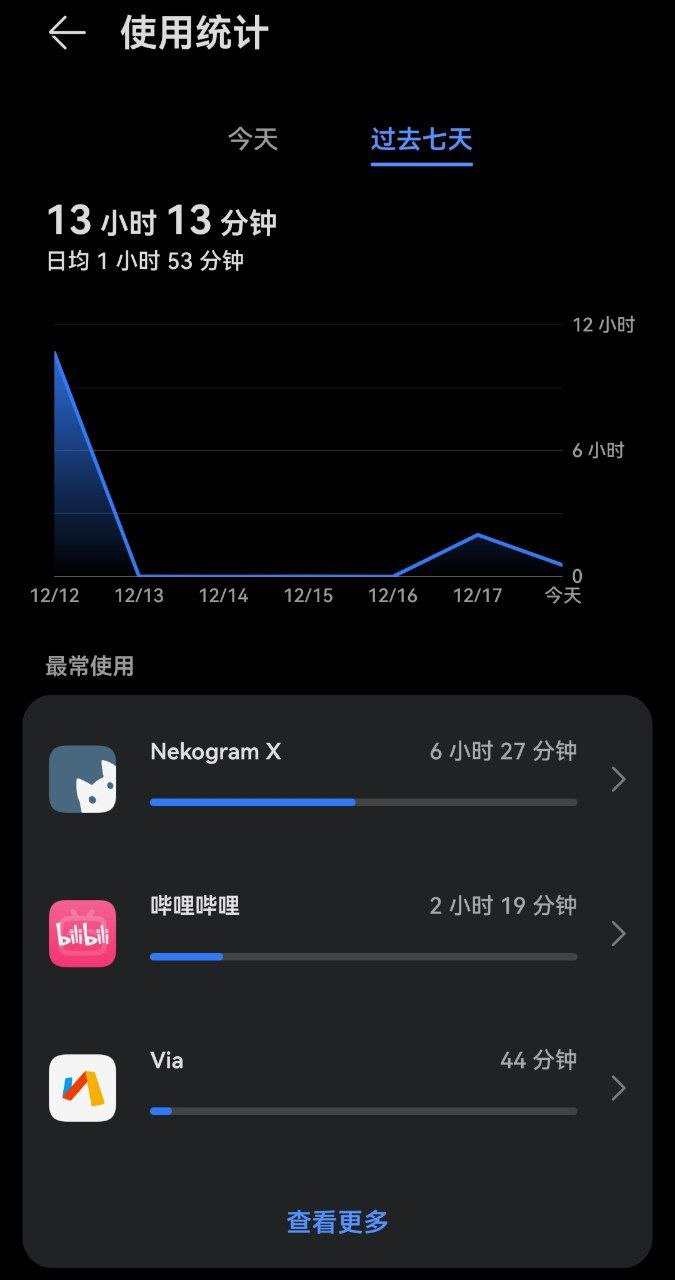 使用统计
今天 过去七天
13 小时 13 分钟
日均 1 小时 53 分钟
12 小时
6 小时
0
12/12 12/13 12/14 12/15 12/16 12/17 今天
最常使用
Nekogram X 6 小时 27 分钟
哔哩哔哩 2 小时 19 分钟
bilibili
Via 44 分钟
查看更多